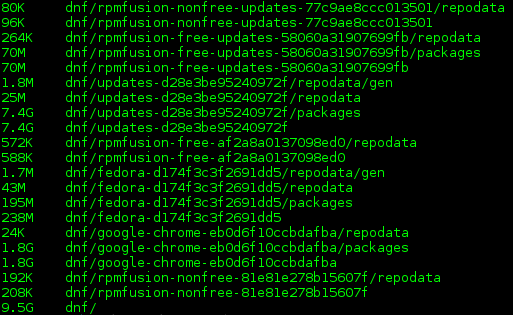 80K dnf/rpmfusion-nonfree-updates-77c9ae8ccc013501/repodata
96K dnf/rpmfusion-nonfree-updates-77c9ae8ccc013501
264K dnf/rpmfusion-free-updates-58060a31907699fb/repodata
70M dnf/rpmfusion-free-updates-58060a31907699fb/packages
70M dnf/rpmfusion-free-updates-58060a31907699fb
1.8M dnf/updates-d28e3be95240972f/repodata/gen
25M dnf/updates-d28e3be95240972f/repodata
7.4G dnf/updates-d28e3be95240972f/packages
7.4G dnf/updates-d28e3be95240972f
572K dnf/rpmfusion-free-af2a8a0137098ed0/repodata
588K dnf/rpmfusion-free-af2a8a0137098ed0
1.7M dnf/fedora-d174f3c3f2691dd5/repodata/gen
43M dnf/fedora-d174f3c3f2691dd5/repodata
195M dnf/fedora-d174f3c3f2691dd5/packages
238M dnf/fedora-d174f3c3f2691dd5
24K dnf/google-chrome-eb0d6f10ccbdafba/repodata
1.8G dnf/google-chrome-eb0d6f10ccbdafba/packages
1.8G dnf/google-chrome-eb0d6f10ccbdafba
192K dnf/rpmfusion-nonfree-81e81e278b15607f/repodata
208K dnf/rpmfusion-nonfree-81e81e278b15607f
9.5G dnf/